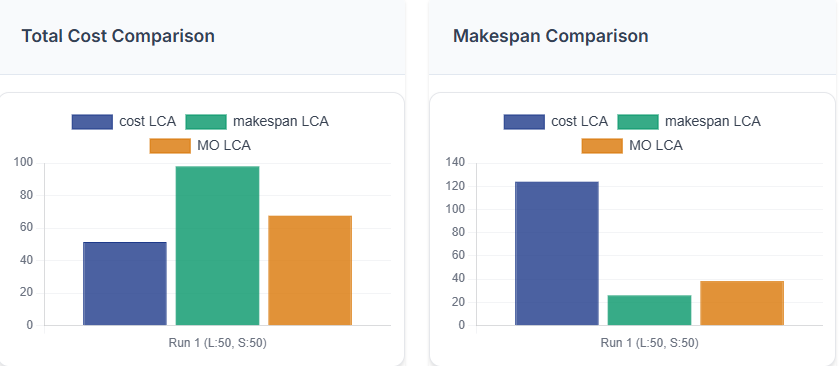 Total Cost Comparison
cost LCA makespan LCA
MO LCA
100
80
60
40
20
0
Run 1 (L:50, S:50)
Makespan Comparison
cost LCA makespan LCA
MO LCA
140
120
100
80
60
40
20
0
Run 1 (L:50, S:50)